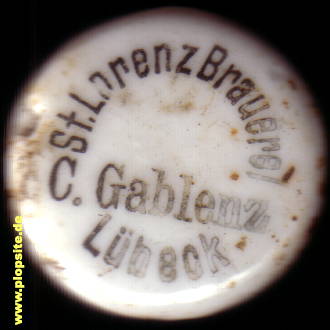 St. Lorenz Brauerei
C. Gablenz
Lübeck
www.plopsite.de